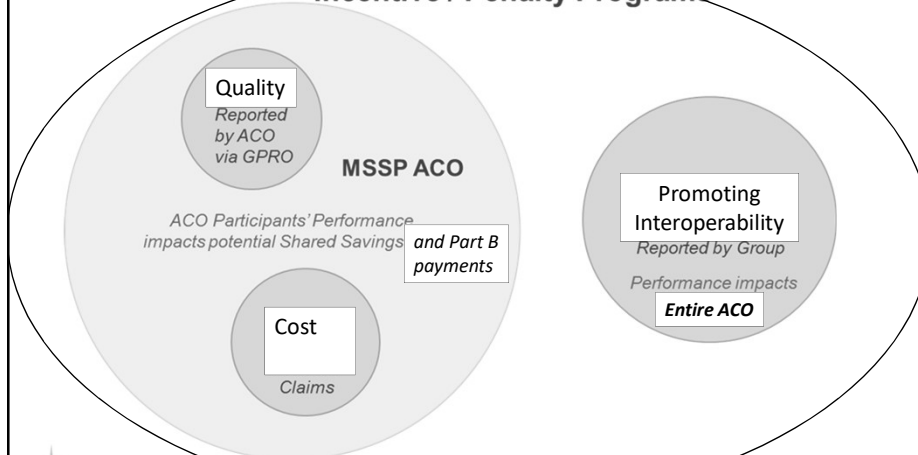 Incentive / Penalty Programs
Quality
Reported
by ACO
via GPRO
MSSP ACO
ACO Participants' Performance
impacts potential Shared Savings
and Part B
payments
Cost
Claims
Promoting
Interoperability
Reported by Group
Performance impacts
Entire ACO